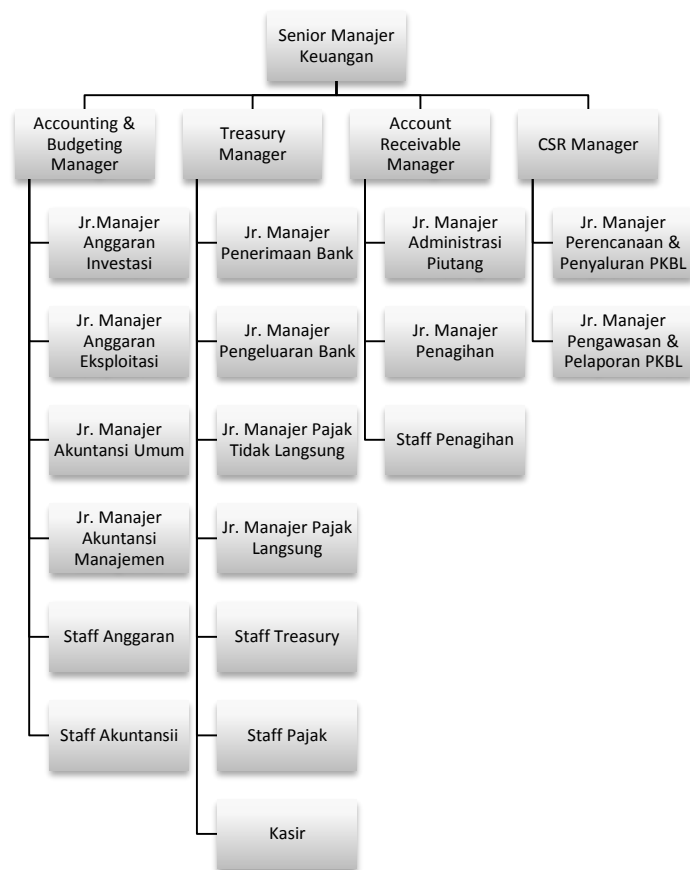 Senior Manajer
Keuangan
Accounting &
Budgeting
Manager
Treasury
Manager
Account
Receivable
Manager
CSR Manager
Jr.Manajer
Anggaran
Investasi
Jr. Manajer
Anggaran
Eksploitasi
Jr. Manajer
Akuntansi Umum
Jr. Manajer
Akuntansi
Manajemen
Staff Anggaran
Staff Akuntansii
Jr. Manajer
Penerimaan Bank
Jr. Manajer
Pengeluaran Bank
Jr. Manajer Pajak
Tidak Langsung
Jr. Manajer Pajak
Langsung
Staff Treasury
Staff Pajak
Kasir
Jr. Manajer
Administrasi
Piutang
Jr. Manajer
Penagihan
Staff Penagihan
Jr. Manajer
Perencanaan &
Penyaluran PKBL
Jr. Manajer
Pengawasan &
Pelaporan PKBL